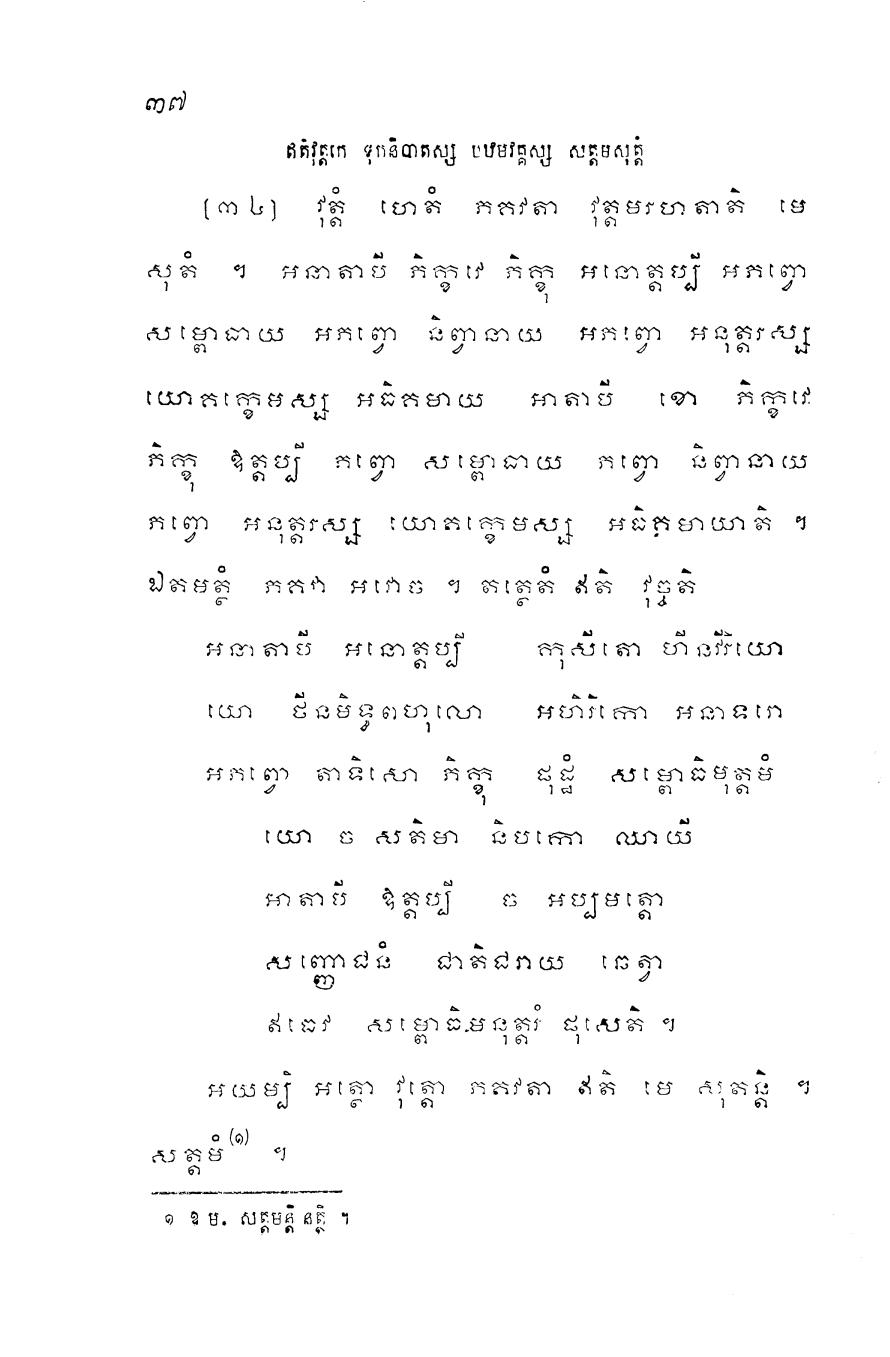 ៣៧
ឥតិវុត្តកេ ទុកនិបាតស្ស បឋមវគ្គស្ស សត្តមសុត្តំ
[៣៤] វុត្តំ ហេតំ ភគវតា វុត្តមរហតាតិ មេ
សុតំ ។ អនាតាបី ភិក្ខវេ ភិក្ខុ អនោត្តប្បី អភព្វោ
សម្ពោធាយ អភព្វោ និព្វានាយ អភព្វោ អនុត្តរស្ស
យោគក្ខេមស្ស អធិគមាយ អាតាបី ខោ ភិក្ខវេ
ភិក្ខុ ឱត្តប្បី ភព្វោ សម្ពោធាយ ភព្វោ និព្វានាយ
ភព្វោ អនុត្តរស្ស យោគក្ខេមស្ស អធិគមាយាតិ ។
ឯតមត្ថំ ភគវា អវោច ។ តត្ថេតំ ឥតិ វុច្ចតិ
អនាតាបី អនោត្តប្បី កុសីតោ ហីនវីរិយោ
យោ ថីនមិទ្ធពហុលោ អហិរីកោ អនាទរោ
អភព្វោ តាទិសោ ភិក្ខុ ផុដ្ឋំ សម្ពោធិមុត្តមំ
យោ ច សតិមា និបកោ ឈាយី
អាតាបី ឱត្តប្បី ច អប្បមត្តោ
សញ្ញោជនំ ជាតិជរាយ ឆេត្វា
ឥធេវ សម្ពោធិមនុត្តរំ ផុសេតិ ។
អយម្បិ អត្ថោ វុត្តោ ភគវតា ឥតិ មេ សុតន្តិ ។
សត្តមំ (១) ។
១ ឱ ម. សត្តមន្តិ នត្ថិ ។